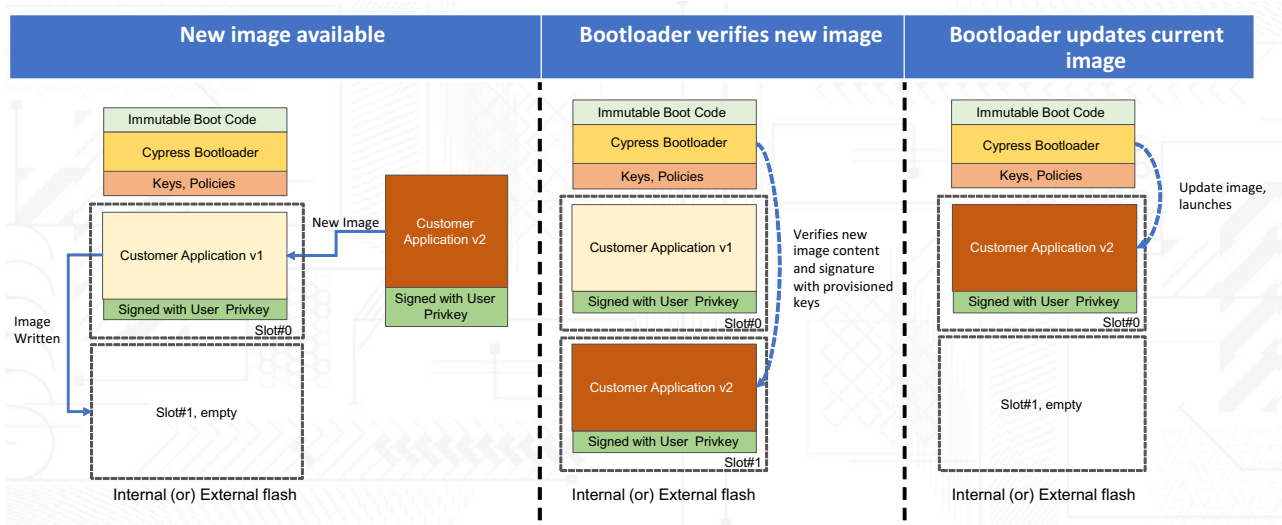 New image available
Bootloader verifies new image
Bootloader updates current
image
Immutable Boot Code
Cypress Bootloader
Keys, Policies
New Image
Customer
Application v2
Customer Application v1
Signed with User Privkey
Signed with User
Privkey
Slot#0
Image
Written
Slot#1, empty
Internal (or) External flash
Immutable Boot Code
Cypress Bootloader
Keys, Policies
Customer Application v1
Verifies new
image content
and signature
with provisioned
keys
Signed with User Privkey
Slot#0
Customer Application v2
Signed with User Privkey
Slot#1
Internal (or) External flash
Immutable Boot Code
Cypress Bootloader
Keys, Policies
Update image,
launches
Customer Application v2
Signed with User Privkey
Slot#0
Slot#1, empty
Internal (or) External flash